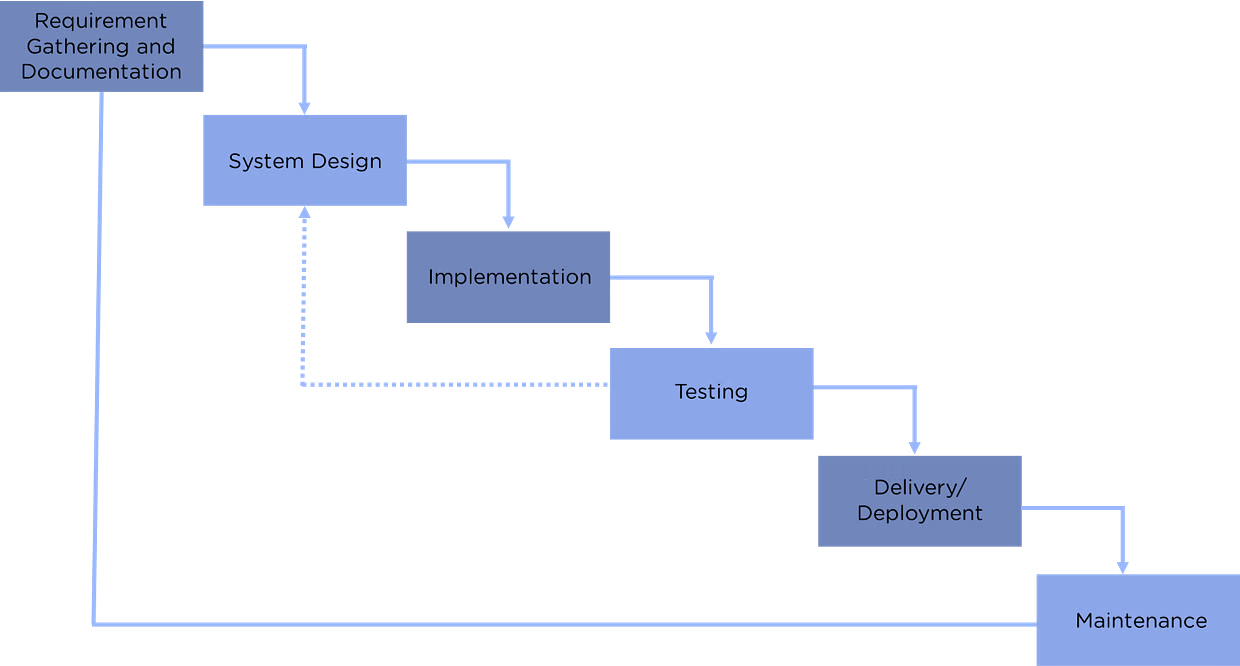 Requirement
Gathering and
Documentation
System Design
Implementation
Testing
Delivery/
Deployment
Maintenance